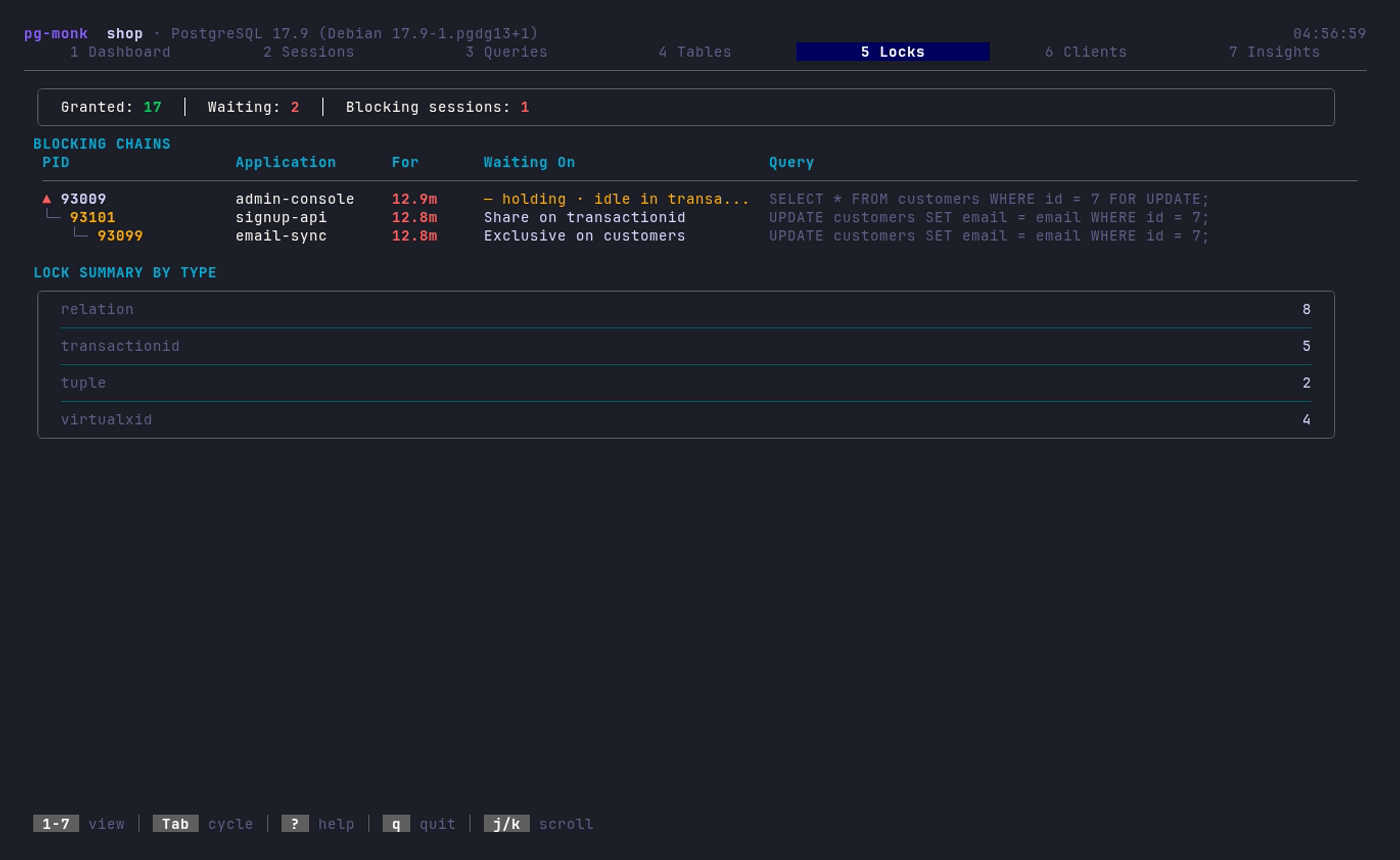 pg-monk shop · PostgreSQL 17.9 (Debian 17.9-1.pgdg13+1) 04:56:59
1 Dashboard 2 Sessions 3 Queries 4 Tables 5 Locks 6 Clients 7 Insights
Granted: 17 │ Waiting: 2 │ Blocking sessions: 1
BLOCKING CHAINS
PID Application For Waiting On Query
▲ 93009 admin-console 12.9m — holding · idle in transa... SELECT * FROM customers WHERE id = 7 FOR UPDATE;
└─ 93101 signup-api 12.8m Share on transactionid UPDATE customers SET email = email WHERE id = 7;
└─ 93099 email-sync 12.8m Exclusive on customers UPDATE customers SET email = email WHERE id = 7;
LOCK SUMMARY BY TYPE
relation 8
transactionid 5
tuple 2
virtualxid 4
1-7 view │ Tab cycle │ ? help │ q quit │ j/k scroll